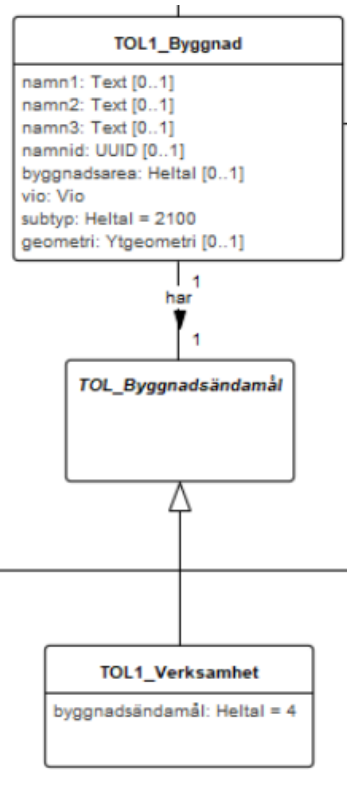 TOL1_Byggnad
namn1: Text [0..1]
namn2: Text [0..1]
namn3: Text [0..1]
namnid: UUID [0..1]
byggnadsarea: Heltal [0..1]
vio: Vio
subtyp: Heltal = 2100
geometri: Ytgeometri [0..1]
1
har
1
TOL_Byggnadsändamål
TOL1_Verksamhet
byggnadsändamål: Heltal = 4